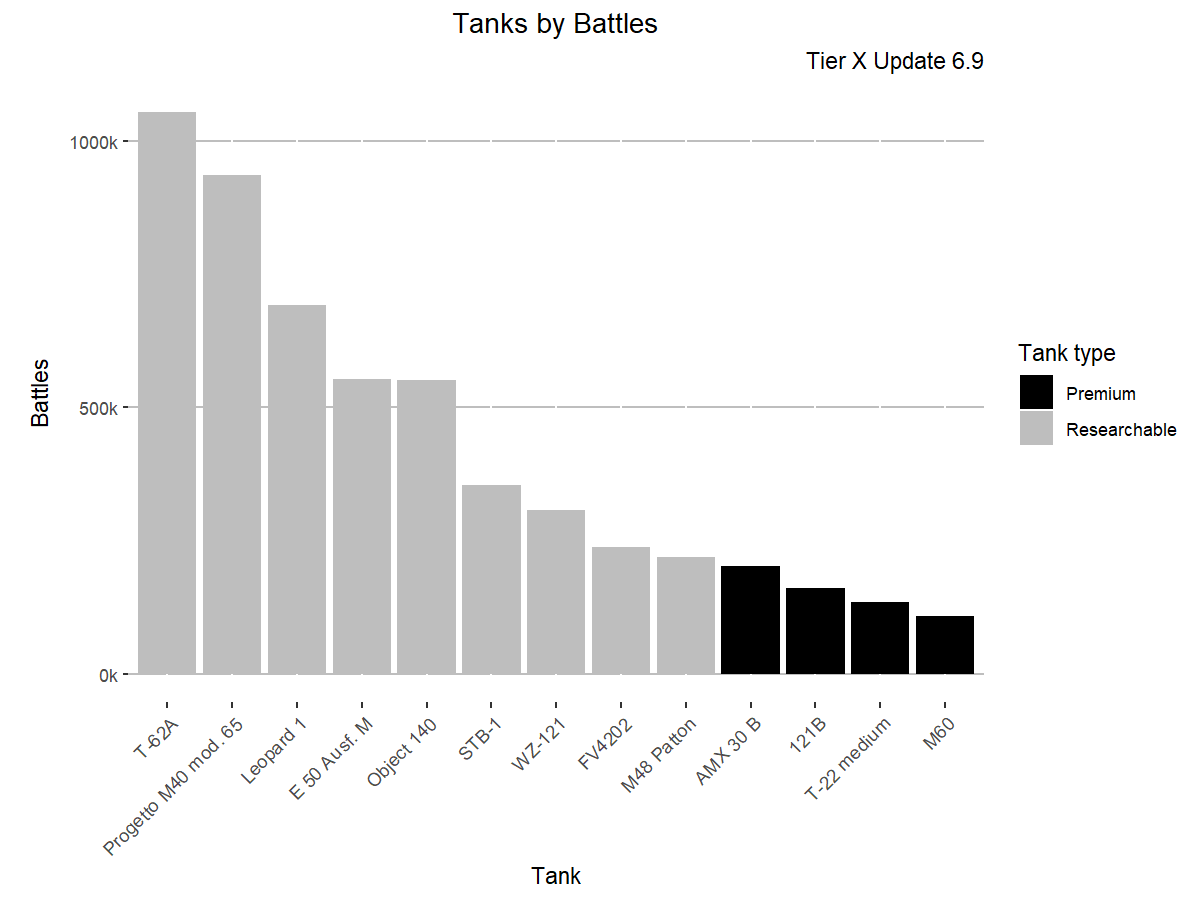 Tanks by Battles
Tier X Update 6.9
1000k
500k
0k
Battles
T-62A
Progetto M40 mod. 65
Leopard 1
E 50 Ausf. M
Object 140
STB-1
WZ-121
FV4202
M48 Patton
AMX 30 B
121B
T-22 medium
M60
Tank
Tank type
Premium
Researchable